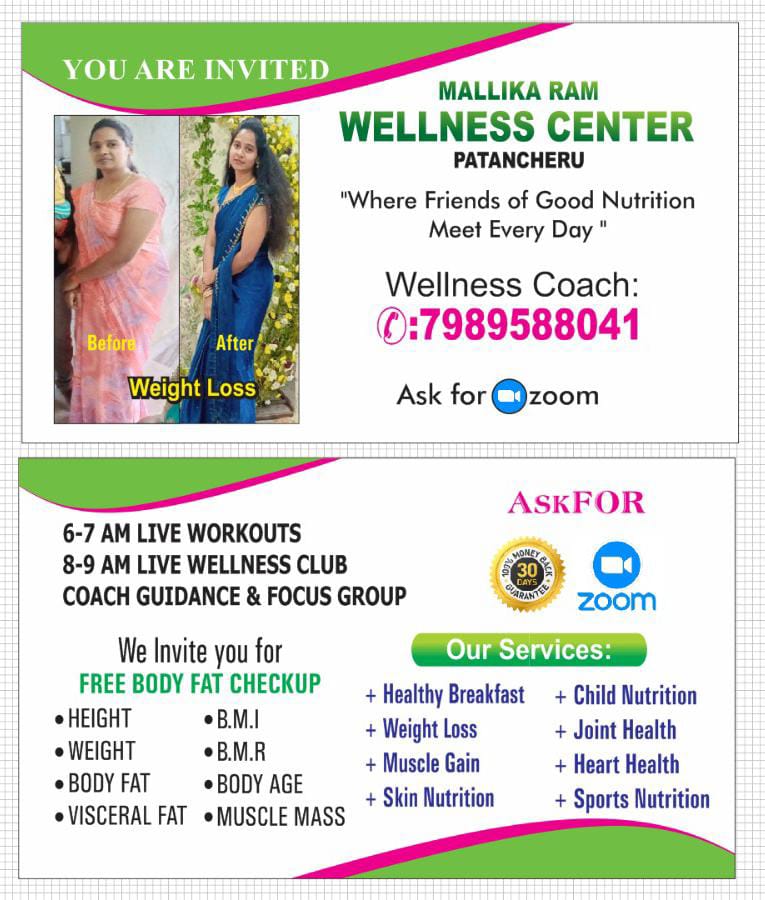 YOU ARE INVITED
Before
After
Weight Loss
MALLIKA RAM
WELLNESS CENTER
PATANCHERU
"Where Friends of Good Nutrition
Meet Every Day "
Wellness Coach:
:7989588041
Ask for zoom
6-7 AM LIVE WORKOUTS
8-9 AM LIVE WELLNESS CLUB
COACH GUIDANCE & FOCUS GROUP
ASKFOR
100% MONEY BACK
30
DAYS
GUARANTEE
zoom
We Invite you for
FREE BODY FAT CHECKUP
• HEIGHT
• WEIGHT
• BODY FAT
• VISCERAL FAT
• B.M.I
• B.M.R
• BODY AGE
• MUSCLE MASS
Our Services:
+ Healthy Breakfast
+ Weight Loss
+ Muscle Gain
+ Skin Nutrition
+ Child Nutrition
+ Joint Health
+ Heart Health
+ Sports Nutrition